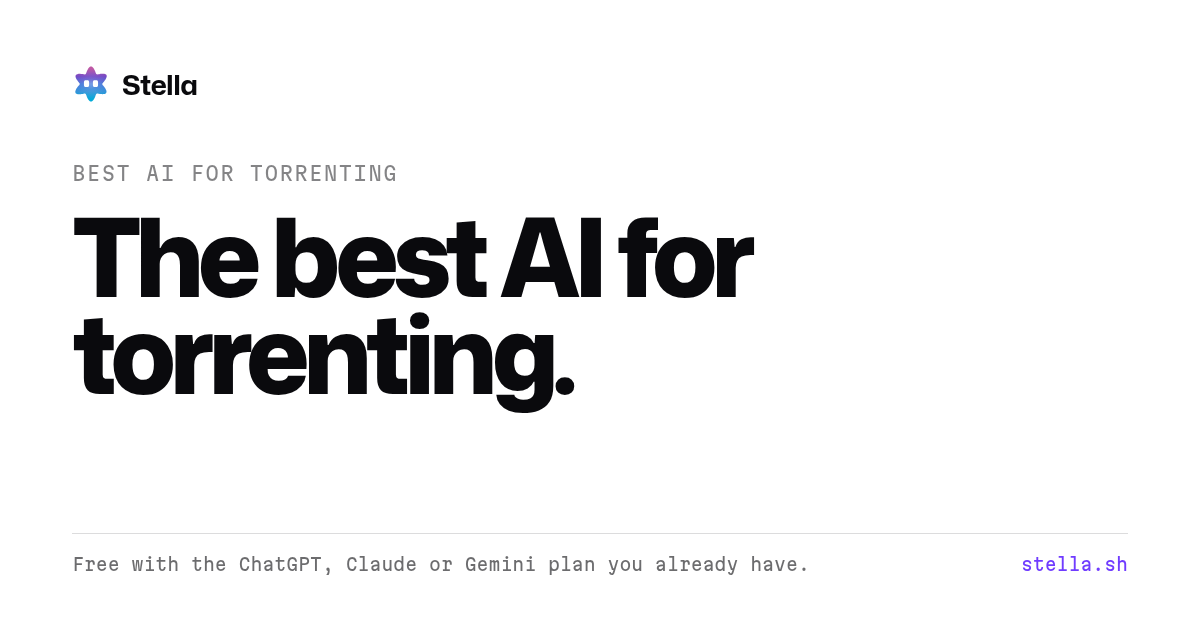 Stella
BEST AI FOR TORRENTING
The best AI for
torrenting.
Free with the ChatGPT, Claude or Gemini plan you already have.
stella.sh